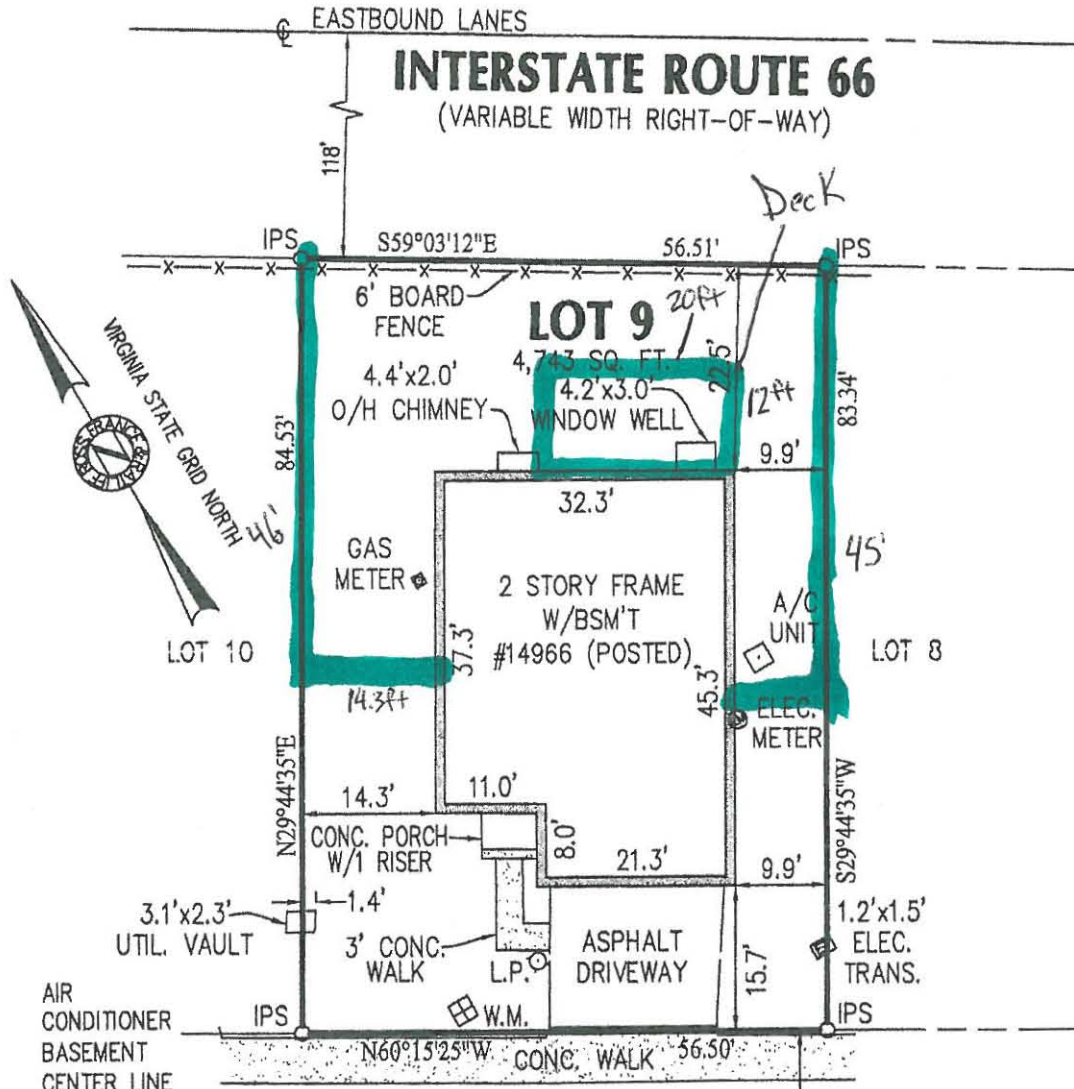 EASTBOUND LANES
INTERSTATE ROUTE 66
(VARIABLE WIDTH RIGHT-OF-WAY)
118'
Deck
IPS
S59°03'12"E
56.51'
IPS
6' BOARD
FENCE
LOT 9
20ft
4,743 SQ. FT.
22.5'
12ft
4.4'x2.0'
O/H CHIMNEY
4.2'x3.0'
WINDOW WELL
83.34'
84.53'
9.9'
VIRGINIA STATE GRID NORTH
46'
32.3'
45'
GAS
METER
2 STORY FRAME
W/BSM'T
#14966 (POSTED)
A/C
UNIT
LOT 10
LOT 8
37.3'
45.3'
14.3ft
ELEC.
METER
N29°44'35"E
S29°44'35"W
14.3'
11.0'
8.0'
21.3'
9.9'
CONC. PORCH
W/1 RISER
1.4'
3.1'x2.3'
UTIL. VAULT
3' CONC.
WALK
L.P.
ASPHALT
DRIVEWAY
15.7'
1.2'x1.5'
ELEC.
TRANS.
W.M.
IPS
IPS
N60°15'25"W
56.50'
CONC. WALK
AIR
CONDITIONER
BASEMENT
CENTER LINE